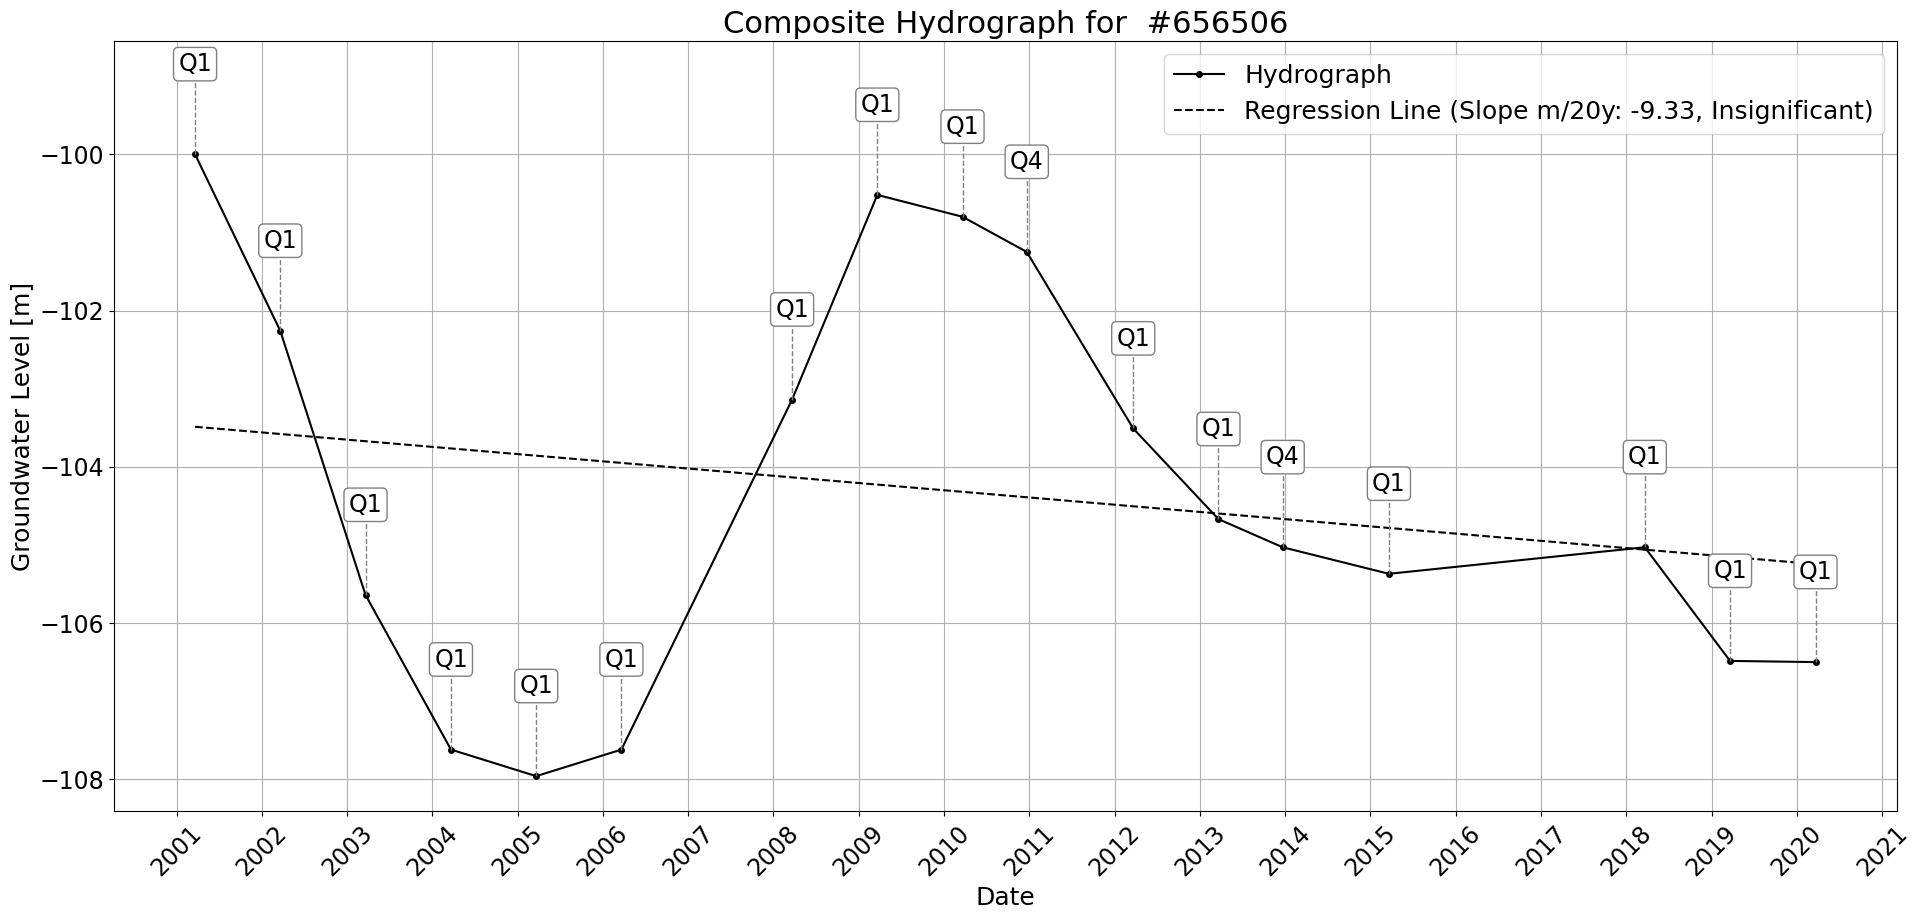 Composite Hydrograph for  #656506
Hydrograph
Regression Line (Slope m/20y: -9.33, Insignificant)
Groundwater Level [m]
−100
−102
−104
−106
−108
Q1
Q1
Q1
Q1
Q1
Q1
Q1
Q1
Q1
Q4
Q1
Q1
Q4
Q1
Q1
Q1
Q1
2001
2002
2003
2004
2005
2006
2007
2008
2009
2010
2011
2012
2013
2014
2015
2016
2017
2018
2019
2020
2021
Date